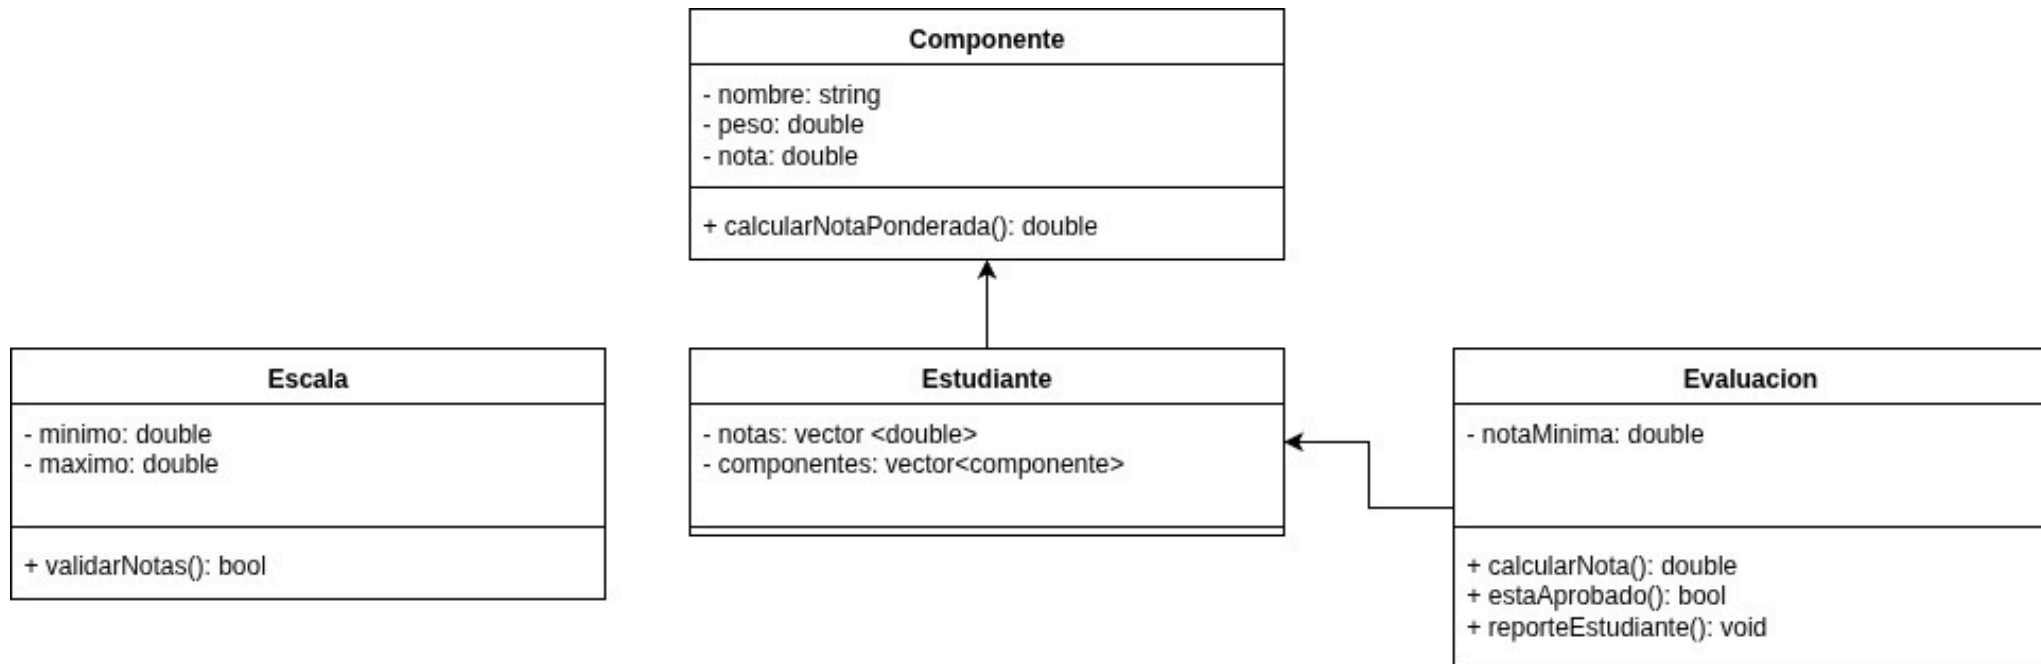 Componente
- nombre: string
- peso: double
- nota: double
+ calcularNotaPonderada(): double
Escala
- minimo: double
- maximo: double
+ validarNotas(): bool
Estudiante
- notas: vector <double>
- componentes: vector<componente>
Evaluacion
- notaMinima: double
+ calcularNota(): double
+ estaAprobado(): bool
+ reporteEstudiante(): void